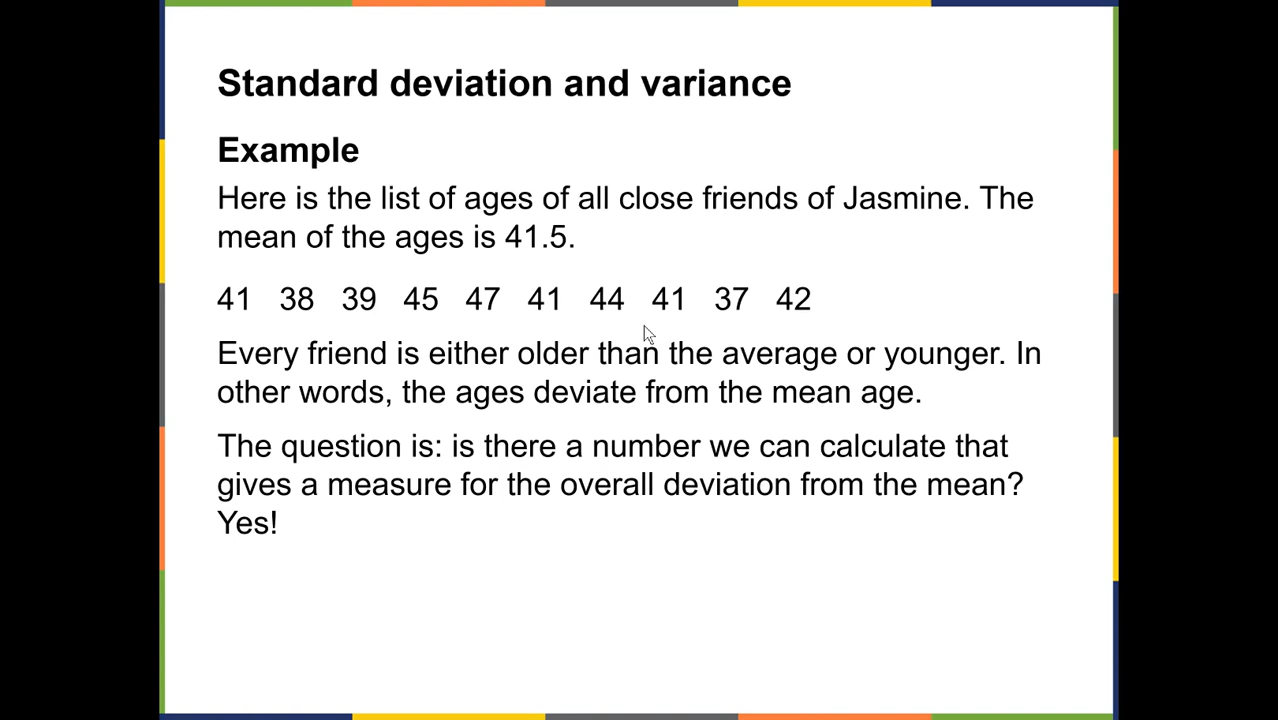 Standard deviation and variance
Example
Here is the list of ages of all close friends of Jasmine. The
mean of the ages is 41.5.
41 38 39 45 47 41 44 41 37 42
Every friend is either older than the average or younger. In
other words, the ages deviate from the mean age.
The question is: is there a number we can calculate that
gives a measure for the overall deviation from the mean?
Yes!